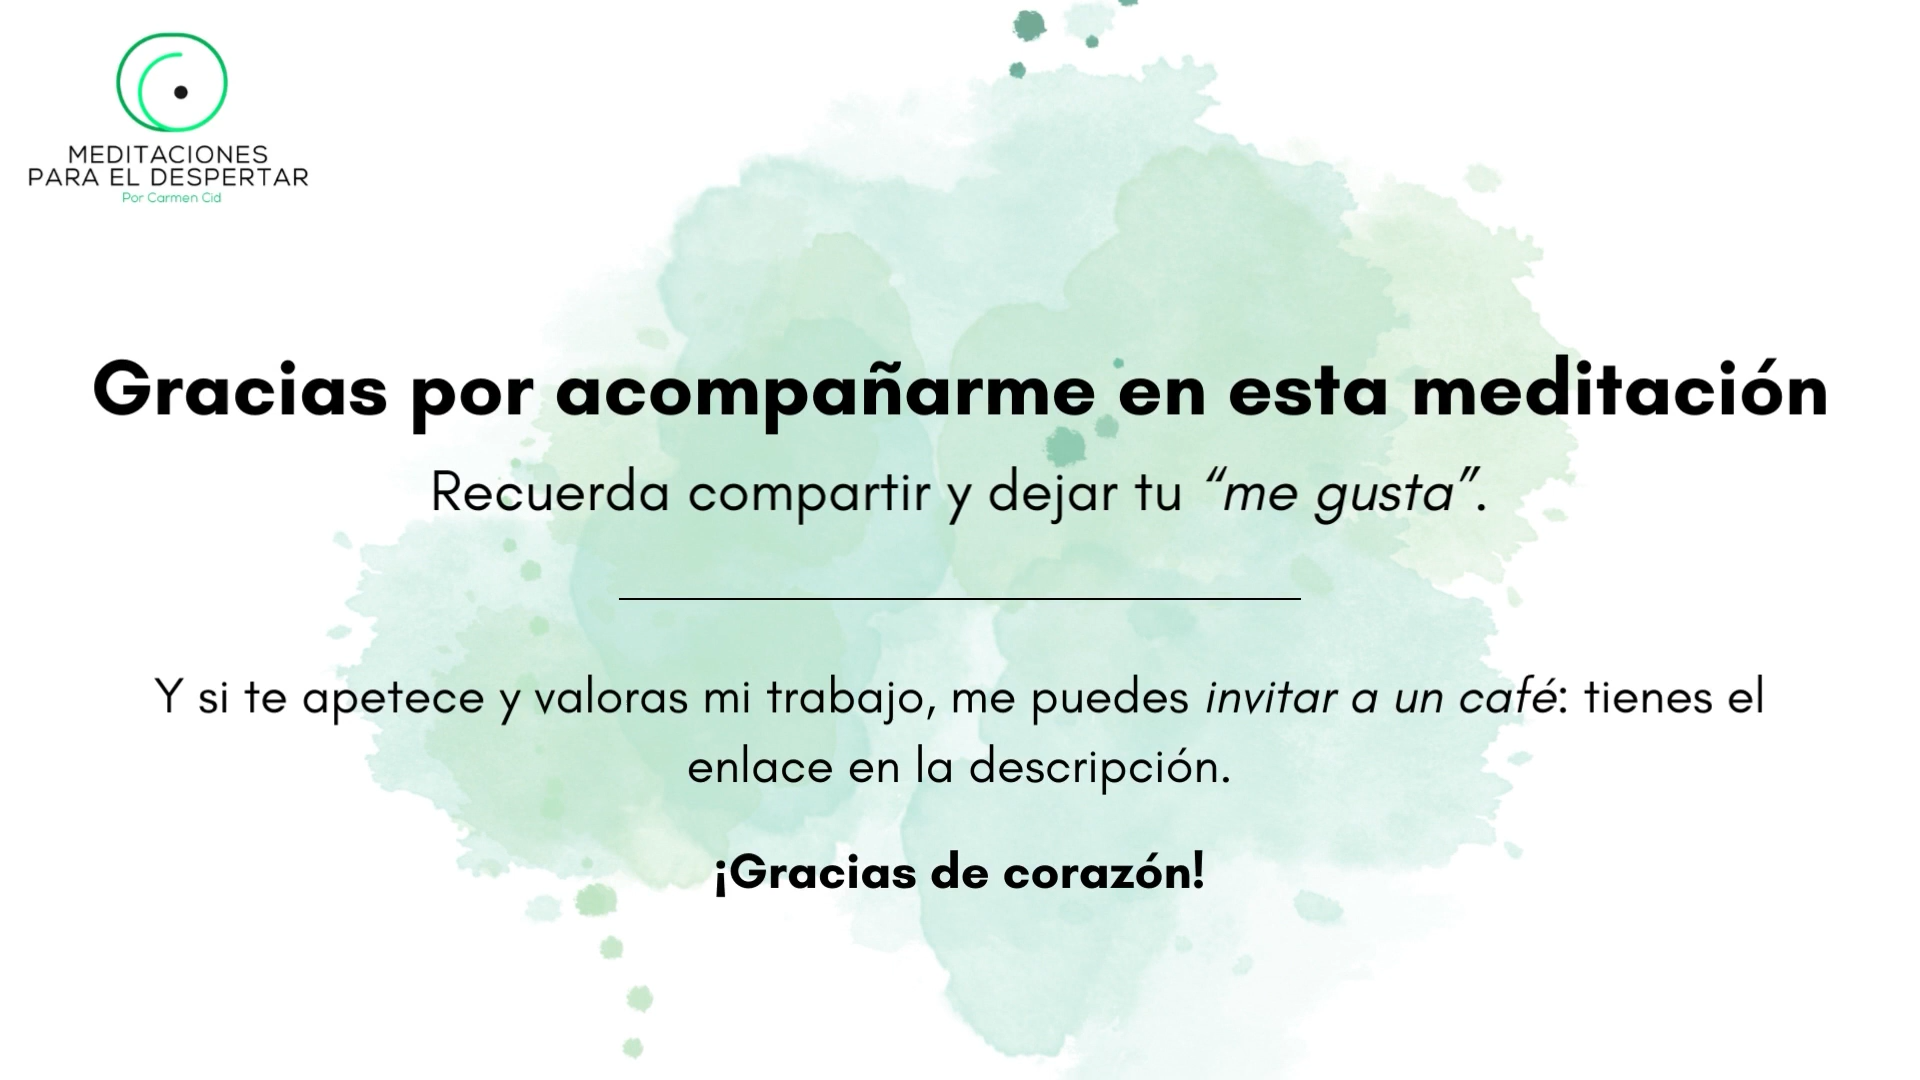 MEDITACIONES
PARA EL DESPERTAR
Por Carmen Cid
Gracias por acompañarme en esta meditación
Recuerda compartir y dejar tu “me gusta”.
Y si te apetece y valoras mi trabajo, me puedes invitar a un café: tienes el
enlace en la descripción.
¡Gracias de corazón!